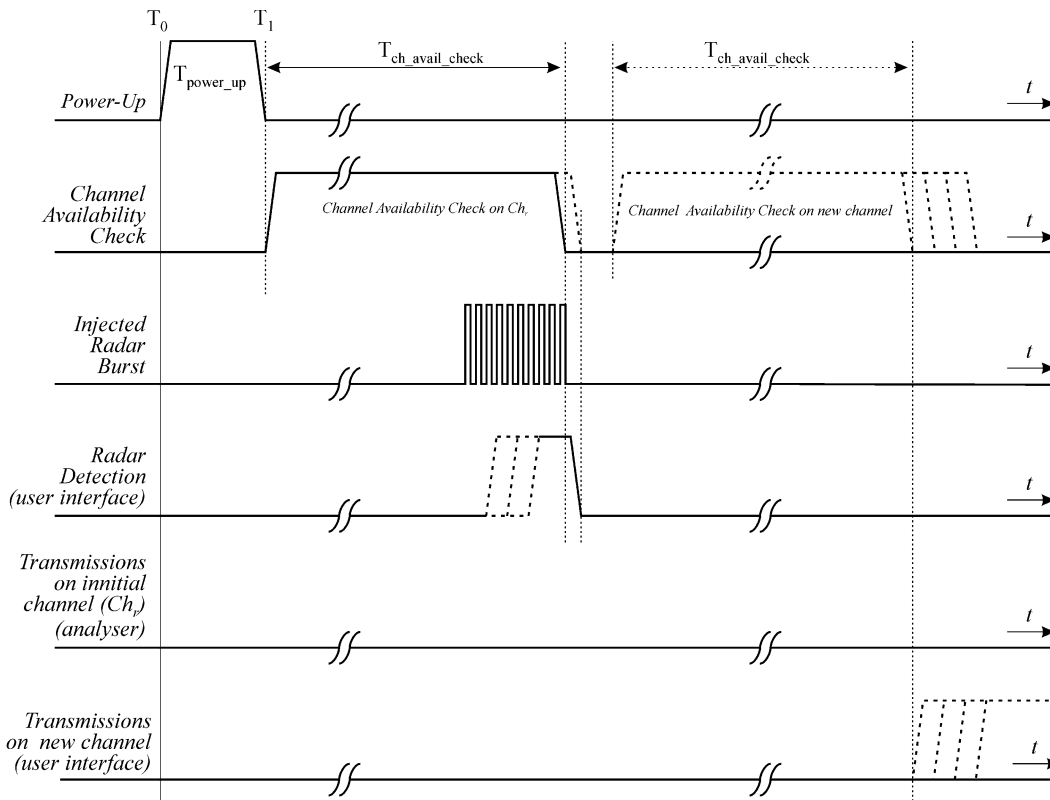 T0 T1
Tch_avail_check Tch_avail_check
Tpower_up
Power-Up
t
Channel
Availability
Check
Channel Availability Check on Chr
Channel Availability Check on new channel
t
Injected
Radar
Burst
t
Radar
Detection
(user interface)
t
Transmissions
on innitial
channel (Chr)
(analyser)
t
Transmissions
on new channel
(user interface)
t